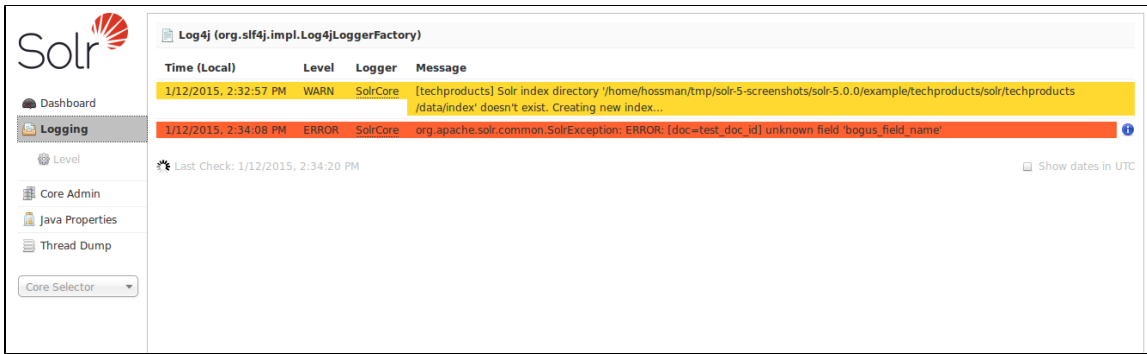 Solr
Dashboard
Logging
Level
Core Admin
Java Properties
Thread Dump
Core Selector
Log4j (org.slf4j.impl.Log4jLoggerFactory)
Time (Local) Level Logger Message
1/12/2015, 2:32:57 PM WARN SolrCore [techproducts] Solr index directory '/home/hossman/tmp/solr-5-screenshots/solr-5.0.0/example/techproducts/solr/techproducts
/data/index' doesn't exist. Creating new index...
1/12/2015, 2:34:08 PM ERROR SolrCore org.apache.solr.common.SolrException: ERROR: [doc=test_doc_id] unknown field 'bogus_field_name'
Last Check: 1/12/2015, 2:34:20 PM Show dates in UTC